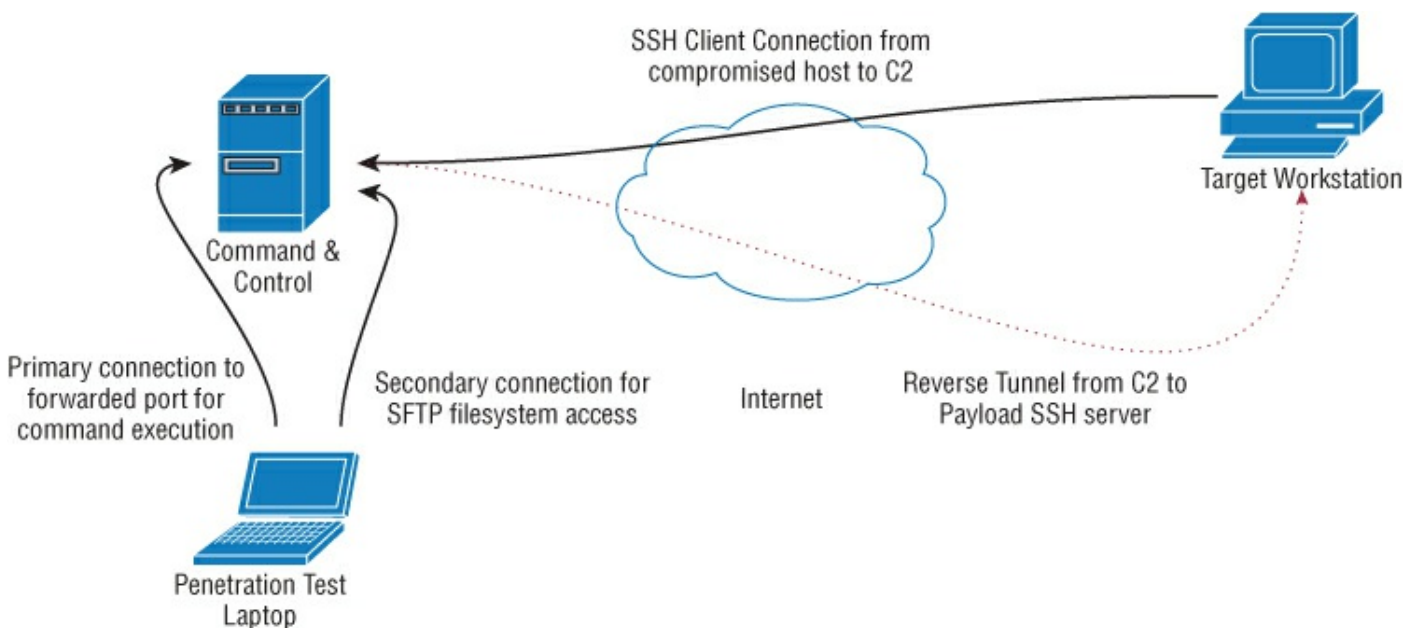 SSH Client Connection from
compromised host to C2
Target Workstation
Command &
Control
Primary connection to
forwarded port for
command execution
Secondary connection for
SFTP filesystem access
Internet
Reverse Tunnel from C2 to
Payload SSH server
Penetration Test
Laptop